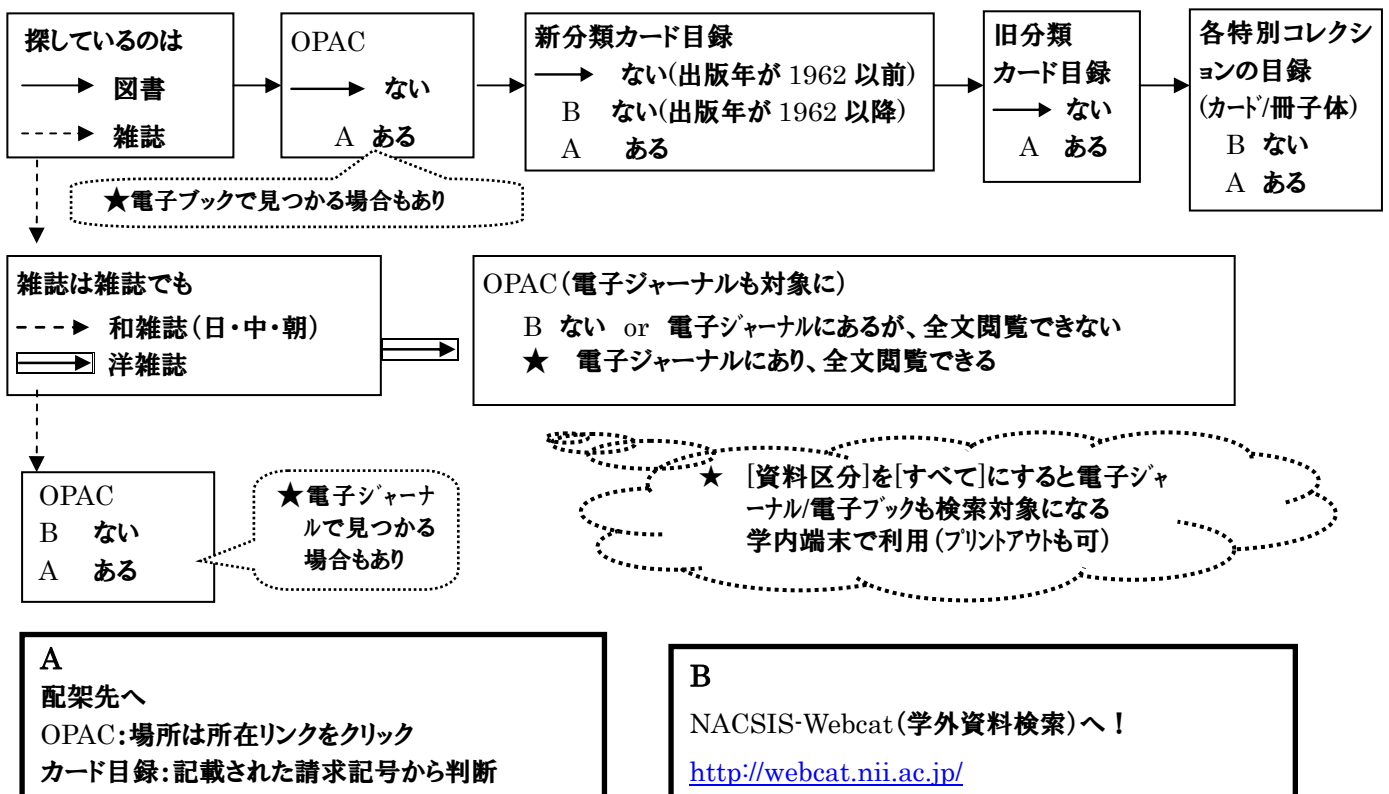 探しているのは
図書
雑誌
OPAC
ない
A ある
新分類カード目録
ない(出版年が 1962 以前)
B ない(出版年が 1962 以降)
A ある
旧分類
カード目録
ない
A ある
各特別コレクシ
ョンの目録
(カード/冊子体)
B ない
A ある
★電子ブックで見つかる場合もあり
雑誌は雑誌でも
和雑誌(日・中・朝)
洋雑誌
OPAC(電子ジャーナルも対象に)
B ない or 電子ジャーナルにあるが、全文閲覧できない
★ 電子ジャーナルにあり、全文閲覧できる
OPAC
B ない
A ある
★電子ジャーナ
ルで見つかる
場合もあり
★ [資料区分]を[すべて]にすると電子ジャ
ーナル/電子ブックも検索対象になる
学内端末で利用(プリントアウトも可)
A
配架先へ
OPAC:場所は所在リンクをクリック
カード目録:記載された請求記号から判断
B
NACSIS-Webcat(学外資料検索)へ!
http://webcat.nii.ac.jp/